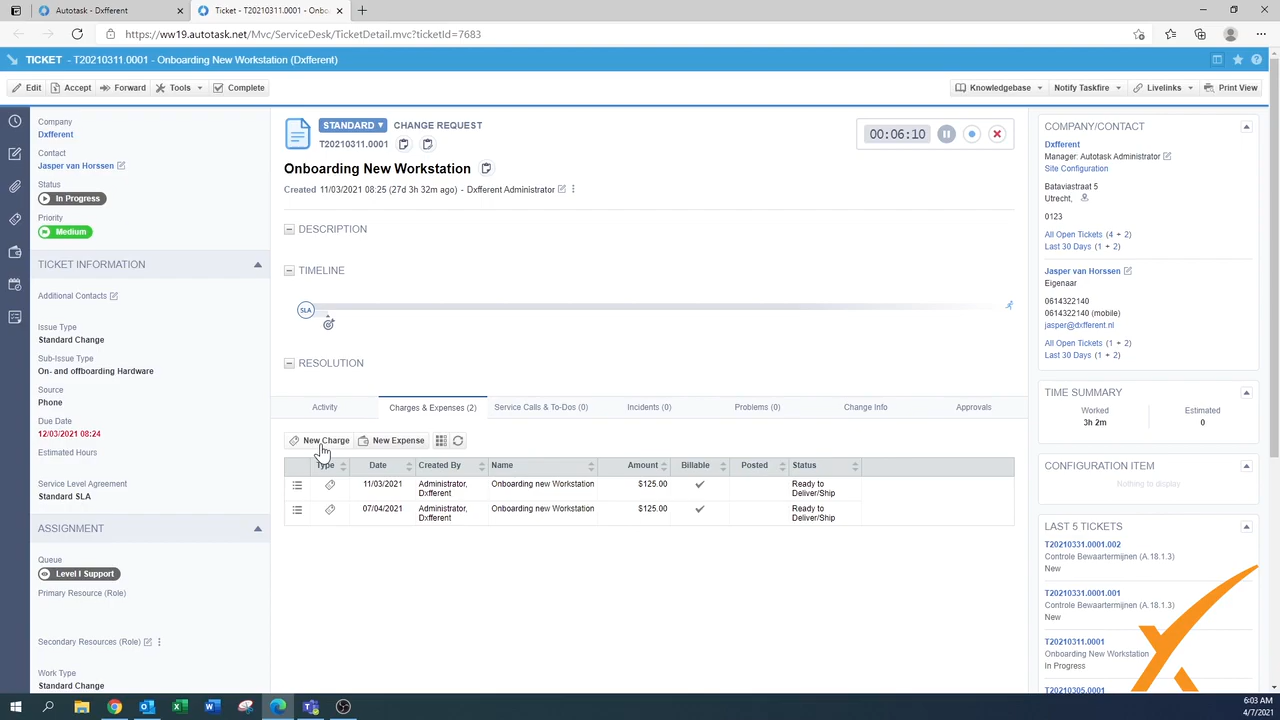 Autotask - Dxfferent
Ticket - T20210311.0001 - Onbo
https://ww19.autotask.net/Mvc/ServiceDesk/TicketDetail.mvc?ticketId=7683
TICKET - T20210311.0001 - Onboarding New Workstation (Dxfferent)
Edit Accept Forward Tools Complete
Knowledgebase Notify Taskfire Livelinks Print View
Company
Dxfferent
Contact
Jasper van Horssen
Status
In Progress
Priority
Medium
TICKET INFORMATION
Additional Contacts
Issue Type
Standard Change
Sub-Issue Type
On- and offboarding Hardware
Source
Phone
Due Date
12/03/2021 08:24
Estimated Hours
Service Level Agreement
Standard SLA
ASSIGNMENT
Queue
Level I Support
Primary Resource (Role)
Secondary Resources (Role)
Work Type
Standard Change
STANDARD CHANGE REQUEST
T20210311.0001
Onboarding New Workstation
Created 11/03/2021 08:25 (27d 3h 32m ago) - Dxfferent Administrator
00:06:10
DESCRIPTION
TIMELINE
SLA
RESOLUTION
Activity Charges & Expenses (2) Service Calls & To-Dos (0) Incidents (0) Problems (0) Change Info Approvals
New Charge New Expense
Type Date Created By Name Amount Billable Posted Status
11/03/2021 Administrator, Onboarding new Workstation $125.00 Ready to
Dxfferent Deliver/Ship
07/04/2021 Administrator, Onboarding new Workstation $125.00 Ready to
Dxfferent Deliver/Ship
COMPANY/CONTACT
Dxfferent
Manager: Autotask Administrator
Site Configuration
Bataviastraat 5
Utrecht,
0123
All Open Tickets (4 + 2)
Last 30 Days (1 + 2)
Jasper van Horssen
Eigenaar
0614322140
0614322140 (mobile)
jasper@dxfferent.nl
All Open Tickets (1 + 2)
Last 30 Days (1 + 2)
TIME SUMMARY
Worked Estimated
3h 2m 0
CONFIGURATION ITEM
Nothing to display
LAST 5 TICKETS
T20210331.0001.002
Controle Bewaartermijnen (A.18.1.3)
New
T20210331.0001.001
Controle Bewaartermijnen (A.18.1.3)
New
T20210311.0001
Onboarding New Workstation
In Progress
T20210305.0001
6:03 AM
4/7/2021